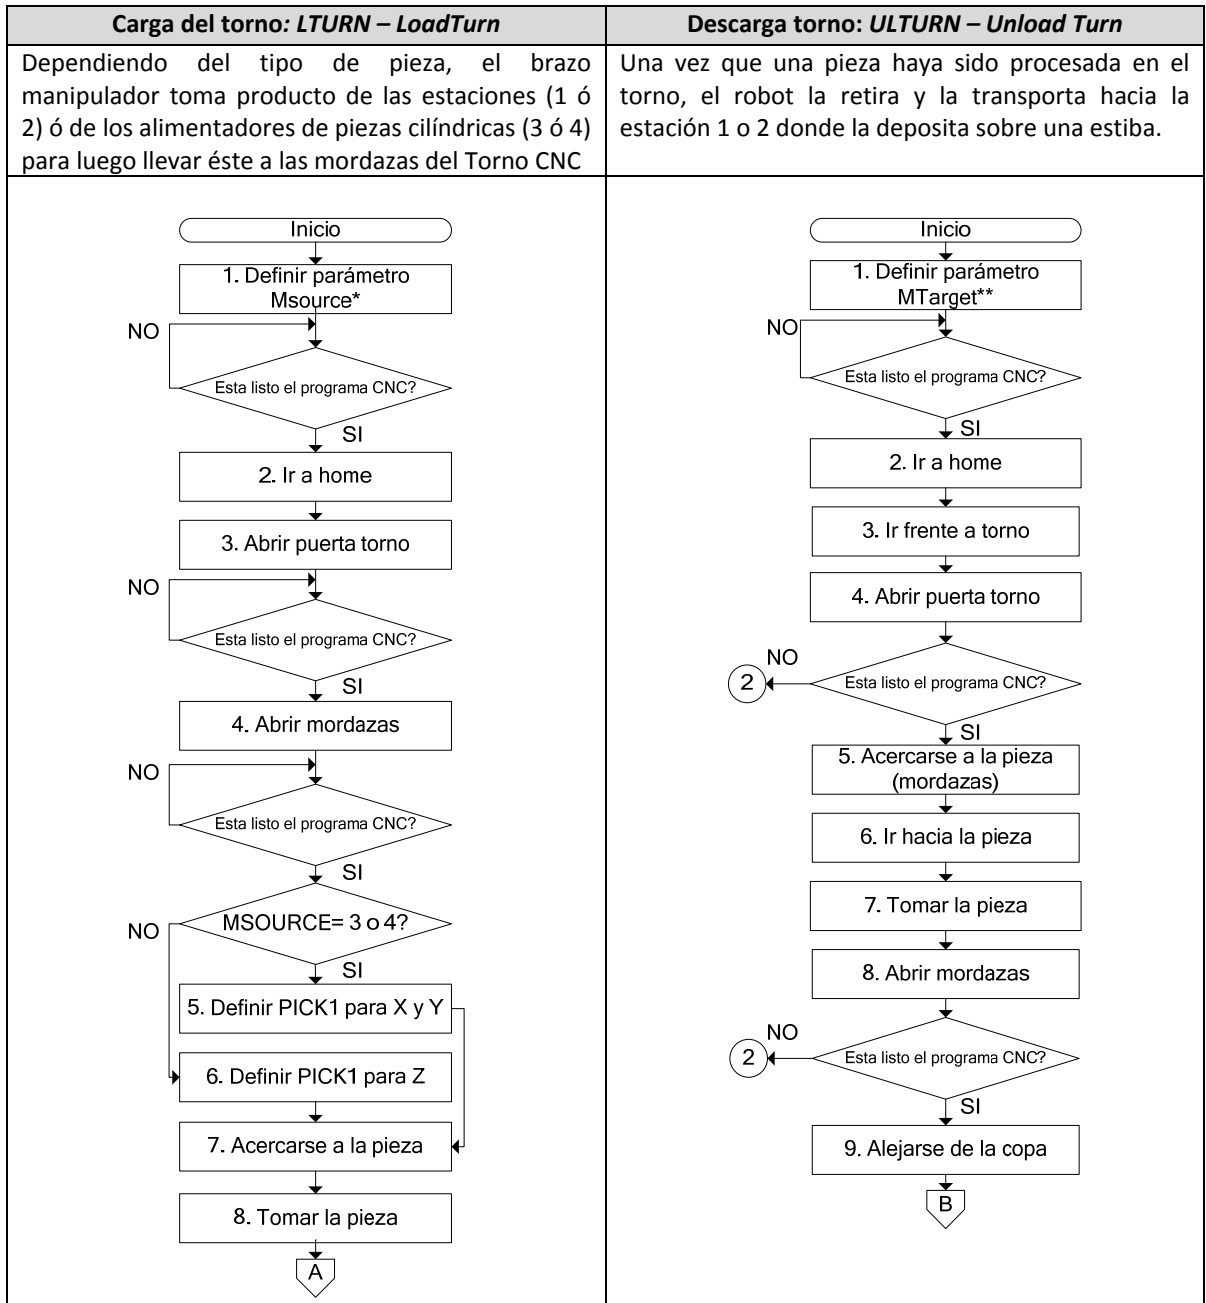 Carga del torno: LTURN – LoadTurn
Dependiendo del tipo de pieza, el brazo
manipulador toma producto de las estaciones (1 ó
2) ó de los alimentadores de piezas cilíndricas (3 ó 4)
para luego llevar éste a las mordazas del Torno CNC
Inicio
1. Definir parámetro
Msource*
NO
Esta listo el programa CNC?
SI
2. Ir a home
3. Abrir puerta torno
NO
Esta listo el programa CNC?
SI
4. Abrir mordazas
NO
Esta listo el programa CNC?
SI
MSOURCE= 3 o 4?
NO
SI
5. Definir PICK1 para X y Y
6. Definir PICK1 para Z
7. Acercarse a la pieza
8. Tomar la pieza
A
Descarga torno: ULTURN – Unload Turn
Una vez que una pieza haya sido procesada en el
torno, el robot la retira y la transporta hacia la
estación 1 o 2 donde la deposita sobre una estiba.
Inicio
1. Definir parámetro
MTarget**
NO
Esta listo el programa CNC?
SI
2. Ir a home
3. Ir frente a torno
4. Abrir puerta torno
NO
2
Esta listo el programa CNC?
SI
5. Acercarse a la pieza
(mordazas)
6. Ir hacia la pieza
7. Tomar la pieza
8. Abrir mordazas
NO
2
Esta listo el programa CNC?
SI
9. Alejarse de la copa
B